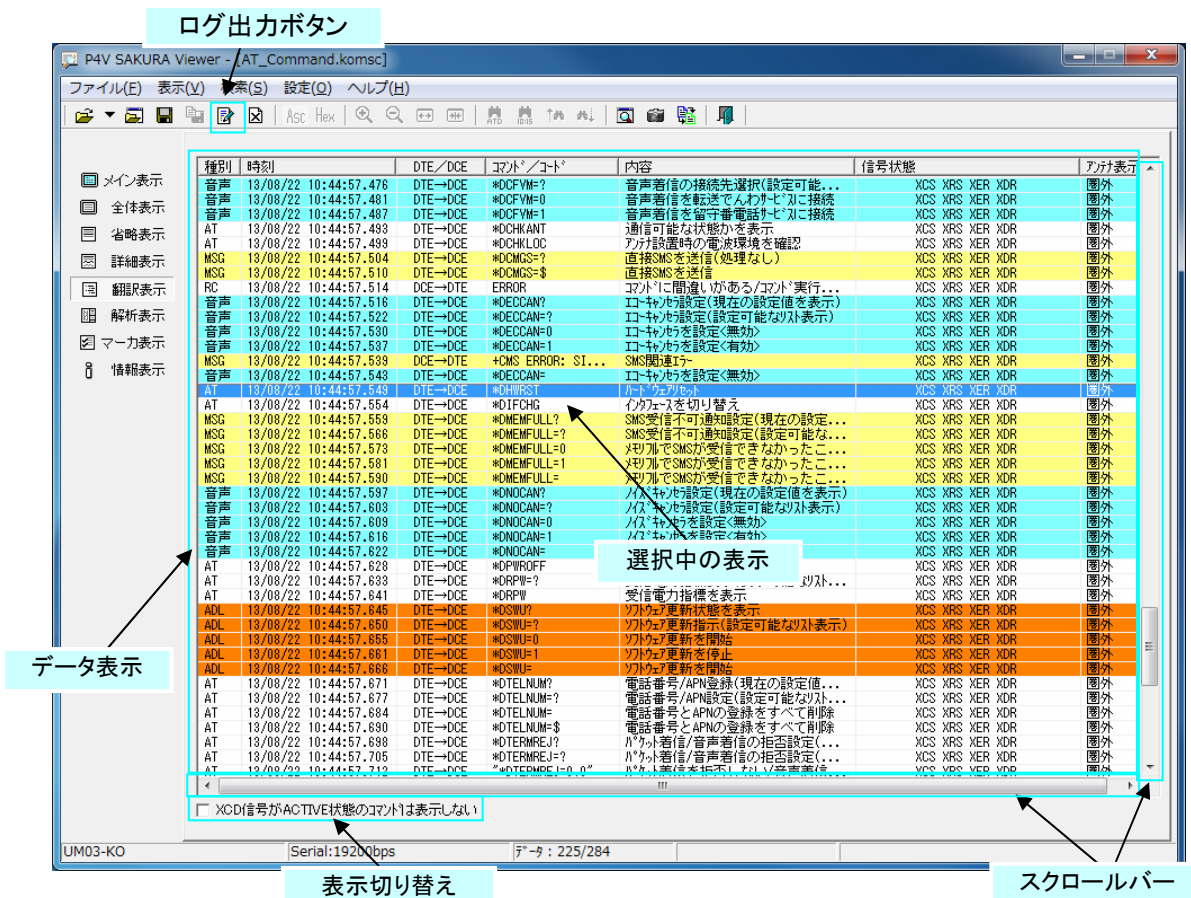 ログ出力ボタン
P4V SAKURA Viewer - [AT_Command.komsc]
ファイル(F) 表示(V) 検索(S) 設定(O) ヘルプ(H)
Asc Hex
メイン表示
全体表示
省略表示
詳細表示
翻訳表示
解析表示
マーカ表示
情報表示
種別 時刻 DTE/DCE コマンド/コード 内容 信号状態 アンテナ表示
音声 13/08/22 10:44:57.476 DTE→DCE *DCFVM=? 音声着信の接続先選択(設定可能... XCS XRS XER XDR 圏外
音声 13/08/22 10:44:57.481 DTE→DCE *DCFVM=0 音声着信を転送でんわサービスに接続 XCS XRS XER XDR 圏外
音声 13/08/22 10:44:57.487 DTE→DCE *DCFVM=1 音声着信を留守番電話サービスに接続 XCS XRS XER XDR 圏外
AT 13/08/22 10:44:57.493 DTE→DCE *DCHKANT 通信可能な状態かを表示 XCS XRS XER XDR 圏外
AT 13/08/22 10:44:57.499 DTE→DCE *DCHKLOC アンテナ設置時の電波環境を確認 XCS XRS XER XDR 圏外
MSG 13/08/22 10:44:57.504 DTE→DCE *DCMGS=? 直接SMSを送信(処理なし) XCS XRS XER XDR 圏外
MSG 13/08/22 10:44:57.510 DTE→DCE *DCMGS=$ 直接SMSを送信 XCS XRS XER XDR 圏外
RC 13/08/22 10:44:57.514 DCE→DTE ERROR コマンドに間違いがある/コマンド実行... XCS XRS XER XDR 圏外
音声 13/08/22 10:44:57.516 DTE→DCE *DECCAN? エコーキャンセラ設定(現在の設定値を表示) XCS XRS XER XDR 圏外
音声 13/08/22 10:44:57.522 DTE→DCE *DECCAN=? エコーキャンセラ設定(設定可能なリスト表示) XCS XRS XER XDR 圏外
音声 13/08/22 10:44:57.530 DTE→DCE *DECCAN=0 エコーキャンセラを設定<無効> XCS XRS XER XDR 圏外
音声 13/08/22 10:44:57.535 DTE→DCE *DECCAN=1 エコーキャンセラを設定<有効> XCS XRS XER XDR 圏外
MSG 13/08/22 10:44:57.539 DCE→DTE +CMS ERROR: SI... SMS関連エラー XCS XRS XER XDR 圏外
音声 13/08/22 10:44:57.543 DTE→DCE *DECCAN= エコーキャンセラを設定<無効> XCS XRS XER XDR 圏外
AT 13/08/22 10:44:57.549 DTE→DCE *DHWRST ハードウェアリセット XCS XRS XER XDR 圏外
AT 13/08/22 10:44:57.554 DTE→DCE *DIFCHG インタフェースを切り替え XCS XRS XER XDR 圏外
MSG 13/08/22 10:44:57.559 DTE→DCE *DMEMFULL? SMS受信不可通知設定(現在の設定... XCS XRS XER XDR 圏外
MSG 13/08/22 10:44:57.566 DTE→DCE *DMEMFULL=? SMS受信不可通知設定(設定可能な... XCS XRS XER XDR 圏外
MSG 13/08/22 10:44:57.573 DTE→DCE *DMEMFULL=0 メモリフルでSMSが受信できなかったこ... XCS XRS XER XDR 圏外
MSG 13/08/22 10:44:57.581 DTE→DCE *DMEMFULL=1 メモリフルでSMSが受信できなかったこ... XCS XRS XER XDR 圏外
MSG 13/08/22 10:44:57.590 DTE→DCE *DMEMFULL= メモリフルでSMSが受信できなかったこ... XCS XRS XER XDR 圏外
音声 13/08/22 10:44:57.597 DTE→DCE *DNOCAN? ノイズキャンセラ設定(現在の設定値を表示) XCS XRS XER XDR 圏外
音声 13/08/22 10:44:57.603 DTE→DCE *DNOCAN=? ノイズキャンセラ設定(設定可能なリスト表示) XCS XRS XER XDR 圏外
音声 13/08/22 10:44:57.609 DTE→DCE *DNOCAN=0 ノイズキャンセラを設定<無効> XCS XRS XER XDR 圏外
音声 13/08/22 10:44:57.616 DTE→DCE *DNOCAN=1 ノイズキャンセラを設定<有効> XCS XRS XER XDR 圏外
音声 13/08/22 10:44:57.622 DTE→DCE *DNOCAN= XCS XRS XER XDR 圏外
選択中の表示
AT 13/08/22 10:44:57.628 DTE→DCE *DPWROFF XCS XRS XER XDR 圏外
AT 13/08/22 10:44:57.633 DTE→DCE *DRPW=? なリスト... XCS XRS XER XDR 圏外
AT 13/08/22 10:44:57.641 DTE→DCE *DRPW 受信電力指標を表示 XCS XRS XER XDR 圏外
ADL 13/08/22 10:44:57.645 DTE→DCE *DSWU? ソフトウェア更新状態を表示 XCS XRS XER XDR 圏外
ADL 13/08/22 10:44:57.650 DTE→DCE *DSWU=? ソフトウェア更新指示(設定可能なリスト表示) XCS XRS XER XDR 圏外
ADL 13/08/22 10:44:57.655 DTE→DCE *DSWU=0 ソフトウェア更新を開始 XCS XRS XER XDR 圏外
ADL 13/08/22 10:44:57.661 DTE→DCE *DSWU=1 ソフトウェア更新を停止 XCS XRS XER XDR 圏外
ADL 13/08/22 10:44:57.666 DTE→DCE *DSWU= ソフトウェア更新を開始 XCS XRS XER XDR 圏外
データ表示
AT 13/08/22 10:44:57.671 DTE→DCE *DTELNUM? 電話番号/APN登録(現在の設定値... XCS XRS XER XDR 圏外
AT 13/08/22 10:44:57.677 DTE→DCE *DTELNUM=? 電話番号/APN設定(設定可能なリスト... XCS XRS XER XDR 圏外
AT 13/08/22 10:44:57.684 DTE→DCE *DTELNUM= 電話番号とAPNの登録をすべて削除 XCS XRS XER XDR 圏外
AT 13/08/22 10:44:57.690 DTE→DCE *DTELNUM=$ 電話番号とAPNの登録をすべて削除 XCS XRS XER XDR 圏外
AT 13/08/22 10:44:57.698 DTE→DCE *DTERMREJ? パケット着信/音声着信の拒否設定(... XCS XRS XER XDR 圏外
AT 13/08/22 10:44:57.705 DTE→DCE *DTERMREJ=? パケット着信/音声着信の拒否設定(... XCS XRS XER XDR 圏外
AT 13/08/22 10:44:57.712 DTE→DCE "*DTERMREJ=0,0" パケット着信を拒否しない/音声着信... XCS XRS XER XDR 圏外
XCD信号がACTIVE状態のコマンドは表示しない
UM03-KO Serial:19200bps データ : 225/284
表示切り替え
スクロールバー